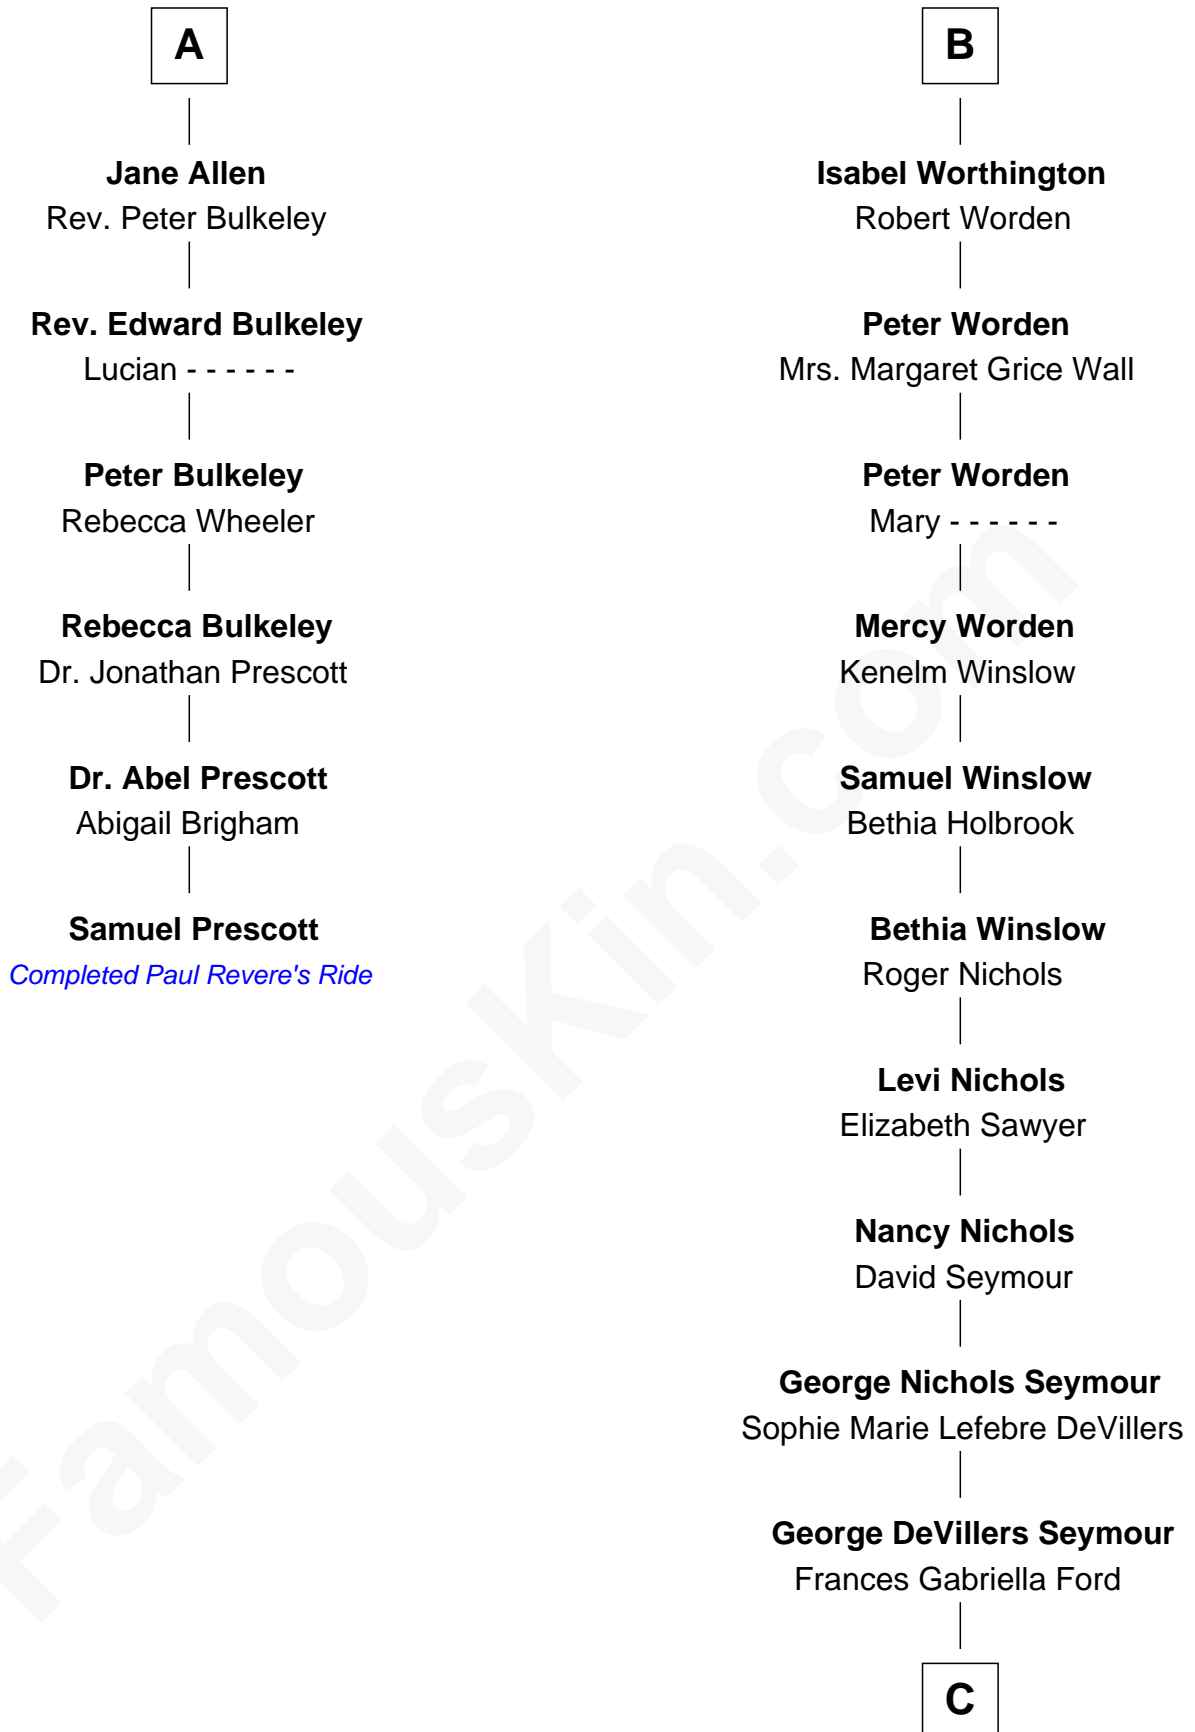 A
Jane Allen
Rev. Peter Bulkeley
Rev. Edward Bulkeley
Lucian - - - - - -
Peter Bulkeley
Rebecca Wheeler
Rebecca Bulkeley
Dr. Jonathan Prescott
Dr. Abel Prescott
Abigail Brigham
Samuel Prescott
Completed Paul Revere's Ride
B
Isabel Worthington
Robert Worden
Peter Worden
Mrs. Margaret Grice Wall
Peter Worden
Mary - - - - - -
Mercy Worden
Kenelm Winslow
Samuel Winslow
Bethia Holbrook
Bethia Winslow
Roger Nichols
Levi Nichols
Elizabeth Sawyer
Nancy Nichols
David Seymour
George Nichols Seymour
Sophie Marie Lefebre DeVillers
George DeVillers Seymour
Frances Gabriella Ford
C
FamousKin.com